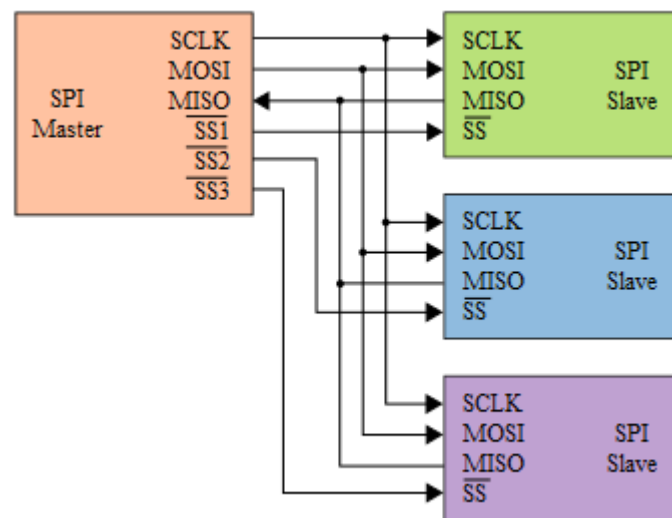 SCLK
MOSI
MISO
SS1
SS2
SS3
SPI
Master
SCLK
MOSI
MISO
SS
SPI
Slave
SCLK
MOSI
MISO
SS
SPI
Slave
SCLK
MOSI
MISO
SS
SPI
Slave